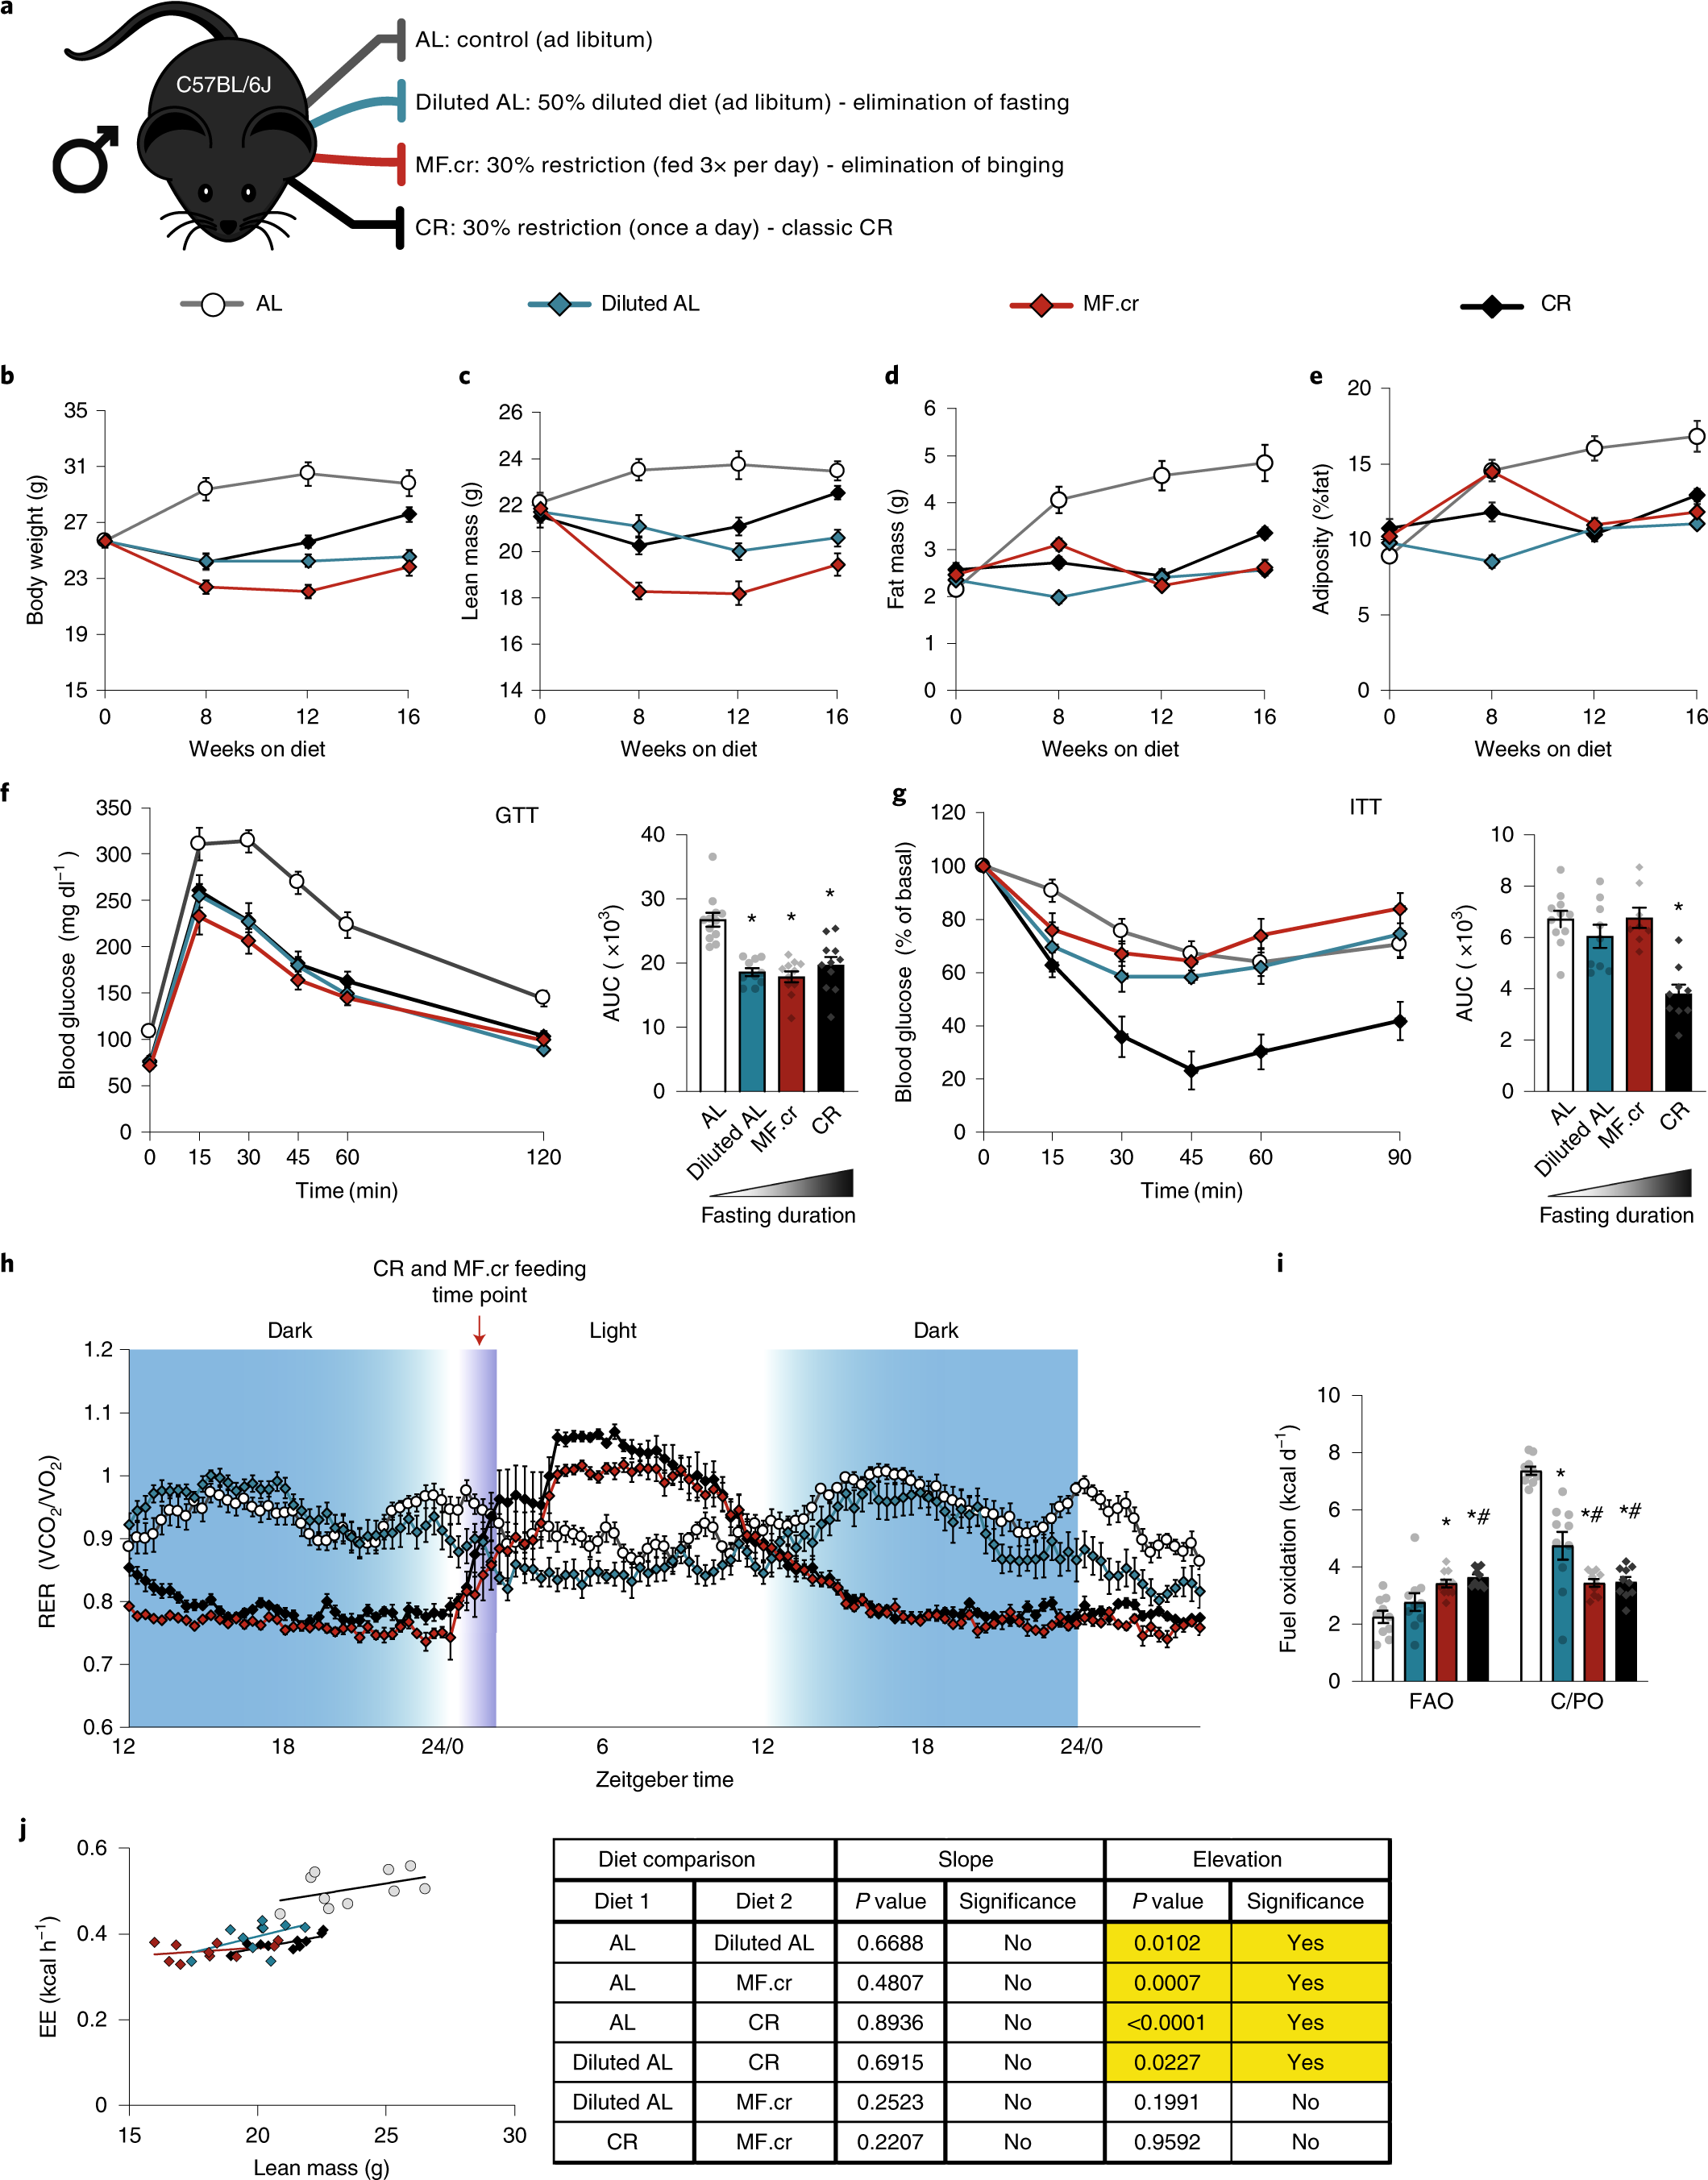 a
C57BL/6J
AL: control (ad libitum)
Diluted AL: 50% diluted diet (ad libitum) - elimination of fasting
MF.cr: 30% restriction (fed 3× per day) - elimination of binging
CR: 30% restriction (once a day) - classic CR
AL
Diluted AL
MF.cr
CR
b
Body weight (g)
35
31
27
23
19
15
0 8 12 16
Weeks on diet
c
Lean mass (g)
26
24
22
20
18
16
14
0 8 12 16
Weeks on diet
d
Fat mass (g)
6
5
4
3
2
1
0
0 8 12 16
Weeks on diet
e
Adiposity (%fat)
20
15
10
5
0
0 8 12 16
Weeks on diet
f
GTT
Blood glucose (mg dl⁻¹ )
350
300
250
200
150
100
50
0
0 15 30 45 60 120
Time (min)
AUC ( ×10³)
40
30
20
10
0
* * *
AL
Diluted AL
MF.cr
CR
Fasting duration
g
ITT
Blood glucose (% of basal)
120
100
80
60
40
20
0
0 15 30 45 60 90
Time (min)
AUC ( ×10³)
10
8
6
4
2
0
*
AL
Diluted AL
MF.cr
CR
Fasting duration
h
CR and MF.cr feeding
time point
Dark Light Dark
RER (VCO₂/VO₂)
1.2
1.1
1
0.9
0.8
0.7
0.6
12 18 24/0 6 12 18 24/0
Zeitgeber time
i
Fuel oxidation (kcal d⁻¹)
10
8
6
4
2
0
* *# * *# *#
FAO C/PO
j
EE (kcal h⁻¹)
0.6
0.4
0.2
0
15 20 25 30
Lean mass (g)
Diet comparison Slope Elevation
Diet 1 Diet 2 P value Significance P value Significance
AL Diluted AL 0.6688 No 0.0102 Yes
AL MF.cr 0.4807 No 0.0007 Yes
AL CR 0.8936 No <0.0001 Yes
Diluted AL CR 0.6915 No 0.0227 Yes
Diluted AL MF.cr 0.2523 No 0.1991 No
CR MF.cr 0.2207 No 0.9592 No